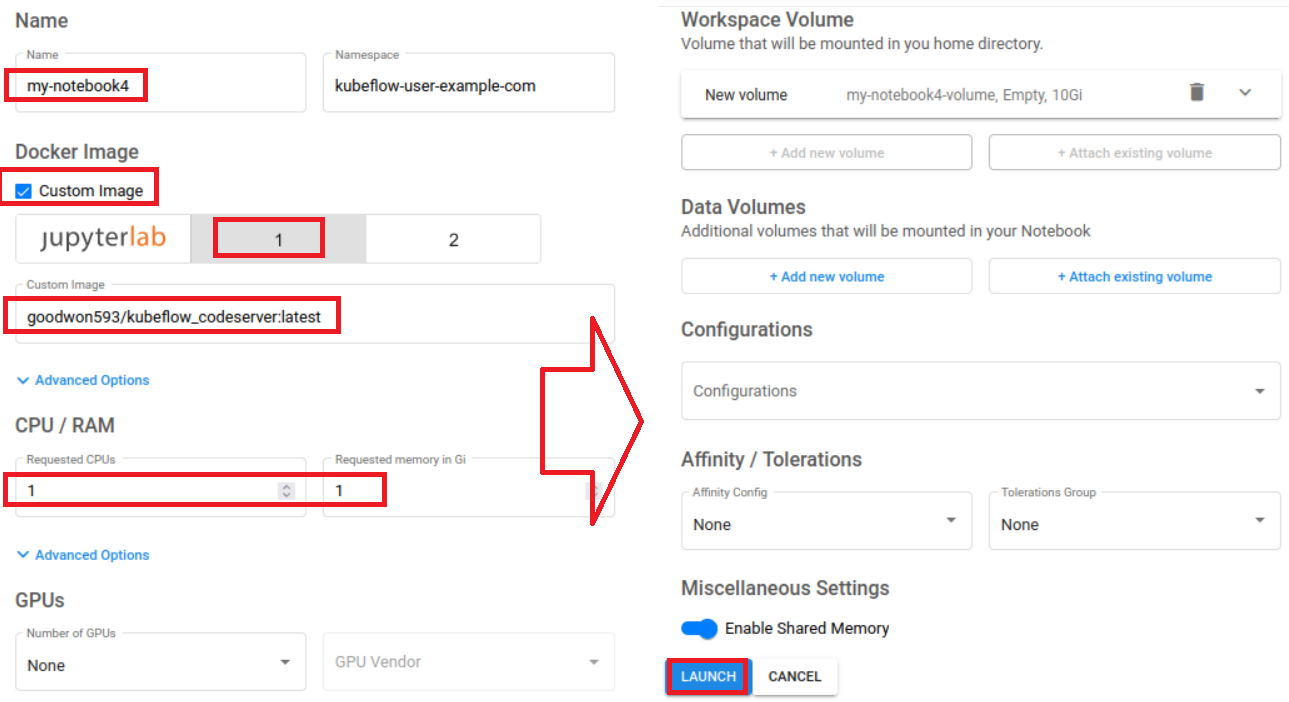 Name
Name
my-notebook4
Namespace
kubeflow-user-example-com
Docker Image
Custom Image
jupyterlab
1
2
Custom Image
goodwon593/kubeflow_codeserver:latest
Advanced Options
CPU / RAM
Requested CPUs
1
Requested memory in Gi
1
Advanced Options
GPUs
Number of GPUs
None
GPU Vendor
Workspace Volume
Volume that will be mounted in you home directory.
New volume my-notebook4-volume, Empty, 10Gi
+ Add new volume
+ Attach existing volume
Data Volumes
Additional volumes that will be mounted in your Notebook
+ Add new volume
+ Attach existing volume
Configurations
Configurations
Affinity / Tolerations
Affinity Config
None
Tolerations Group
None
Miscellaneous Settings
Enable Shared Memory
LAUNCH
CANCEL